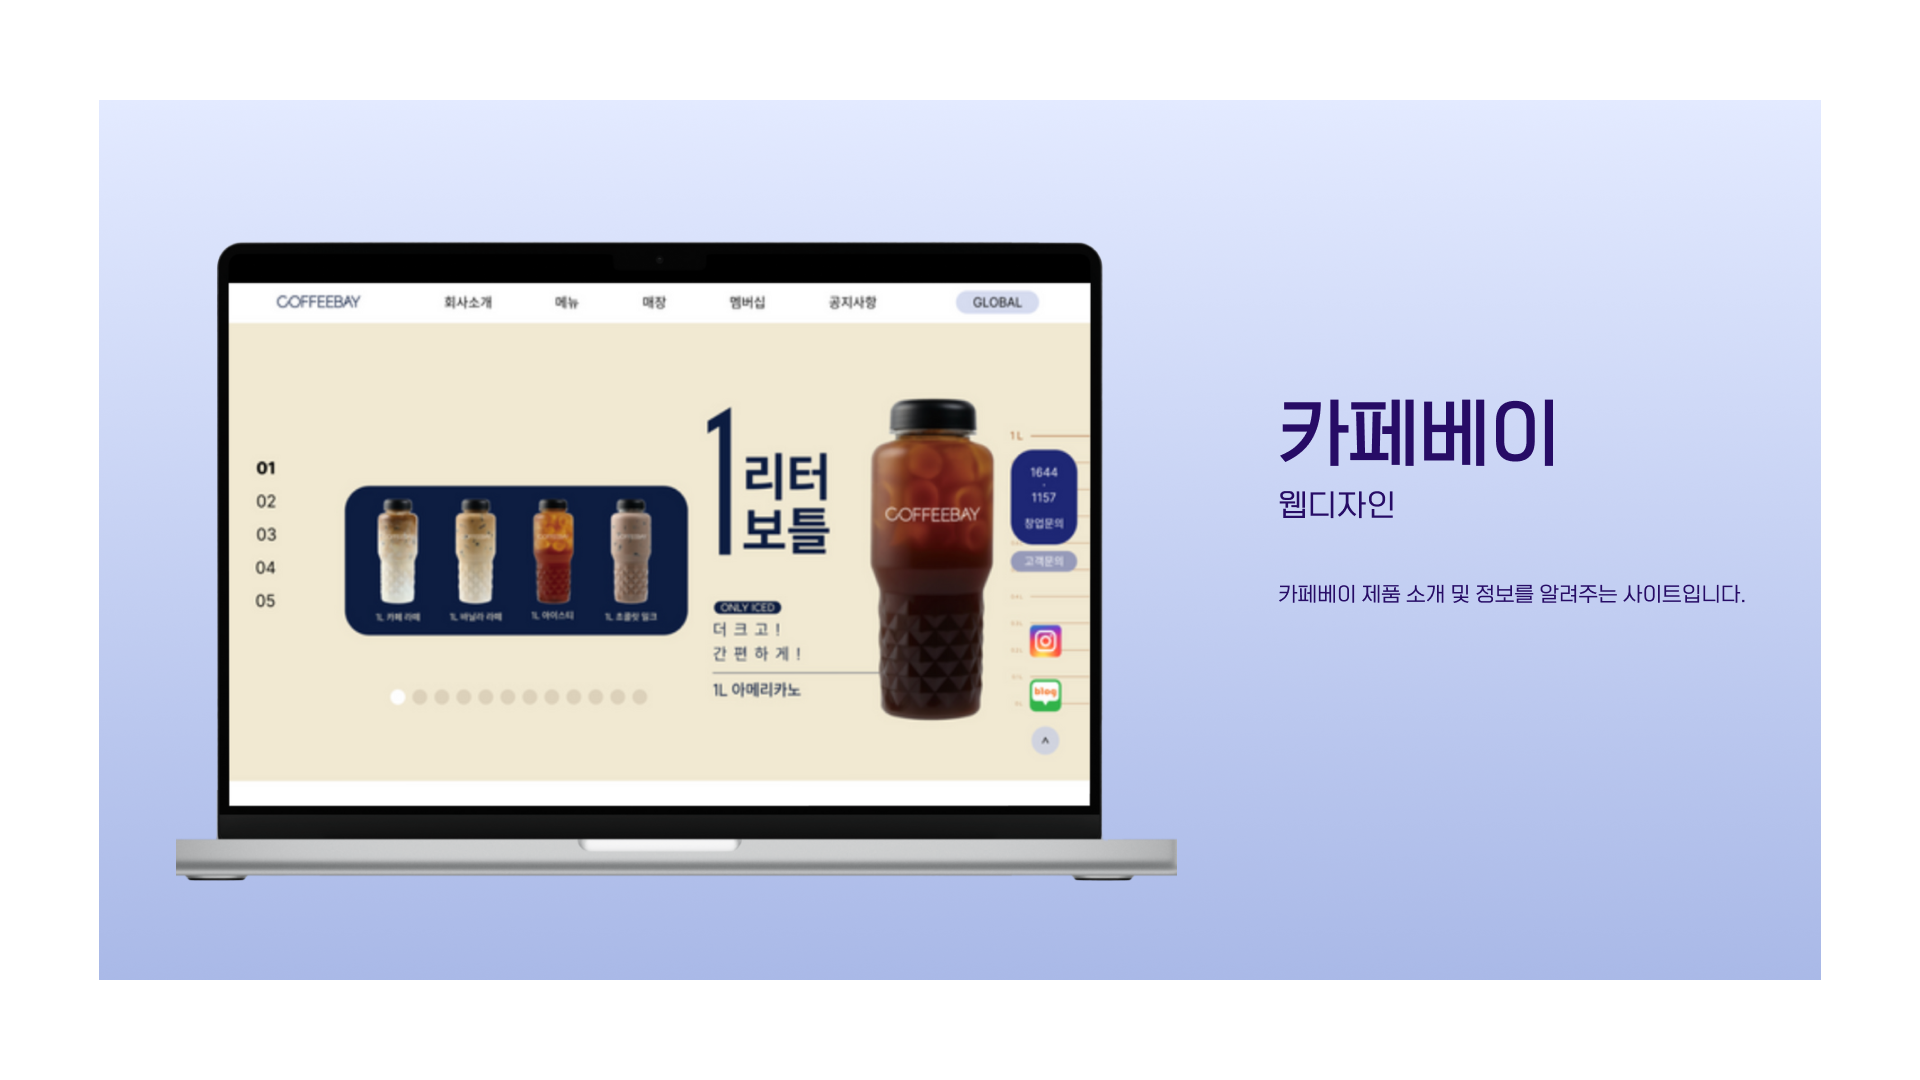 COFFEEBAY 회사소개 메뉴 매장 멤버십 공지사항 GLOBAL
01
02
03
04
05
1L 카페 라떼 1L 바닐라 라떼 1L 아이스티 1L 초콜릿 밀크
1리터
보틀
ONLY ICED
더 크고!
간편하게!
1L 아메리카노
COFFEEBAY
1L
1644
-
1157
창업문의
고객문의
blog
카페베이
웹디자인
카페베이 제품 소개 및 정보를 알려주는 사이트입니다.